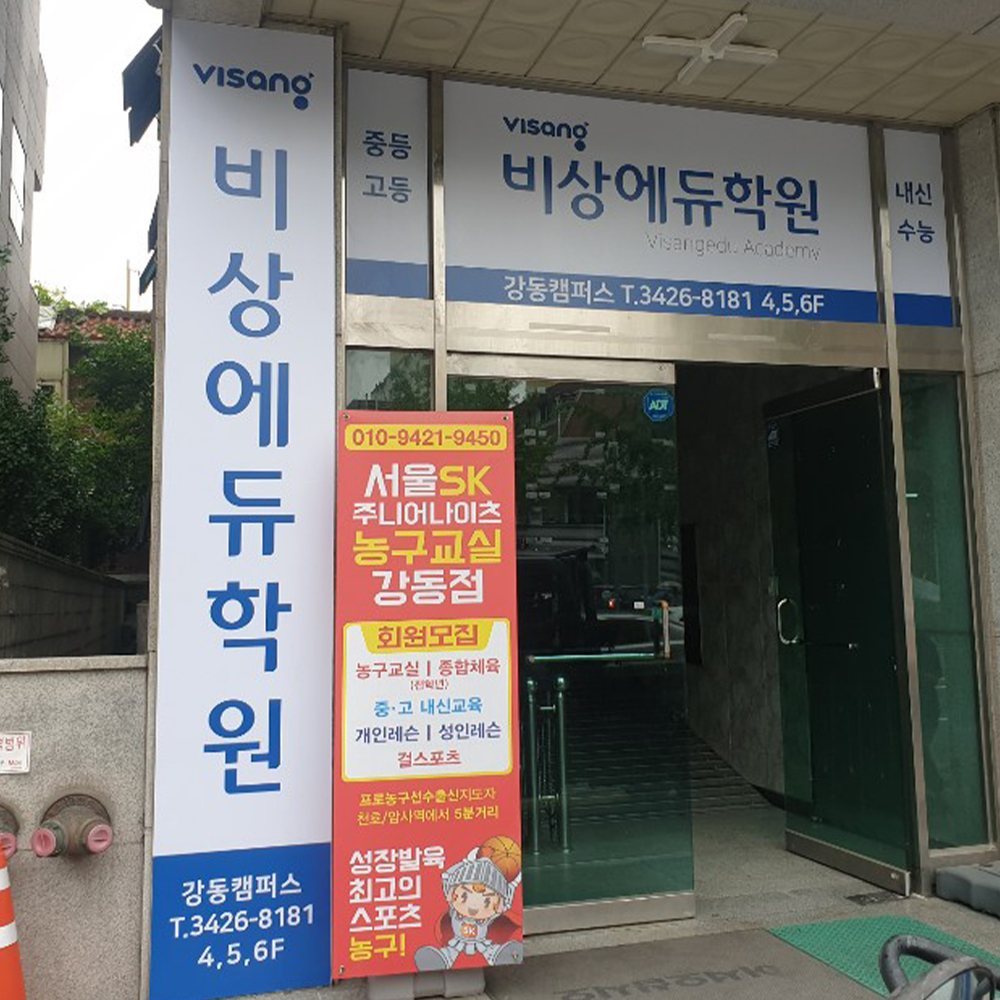 visang
비상에듀학원
강동캠퍼스
T.3426-8181
4,5,6F
중등
고등
visang
비상에듀학원
Visangedu Academy
강동캠퍼스 T.3426-8181 4,5,6F
내신
수능
ADT
010-9421-9450
서울SK
주니어나이츠
농구교실
강동점
회원모집
농구교실 | 종합체육
(전학년)
중·고 내신교육
개인레슨 | 성인레슨
걸스포츠
프로농구선수출신지도자
천호/암사역에서 5분거리
성장발육
최고의
스포츠
농구!
SK